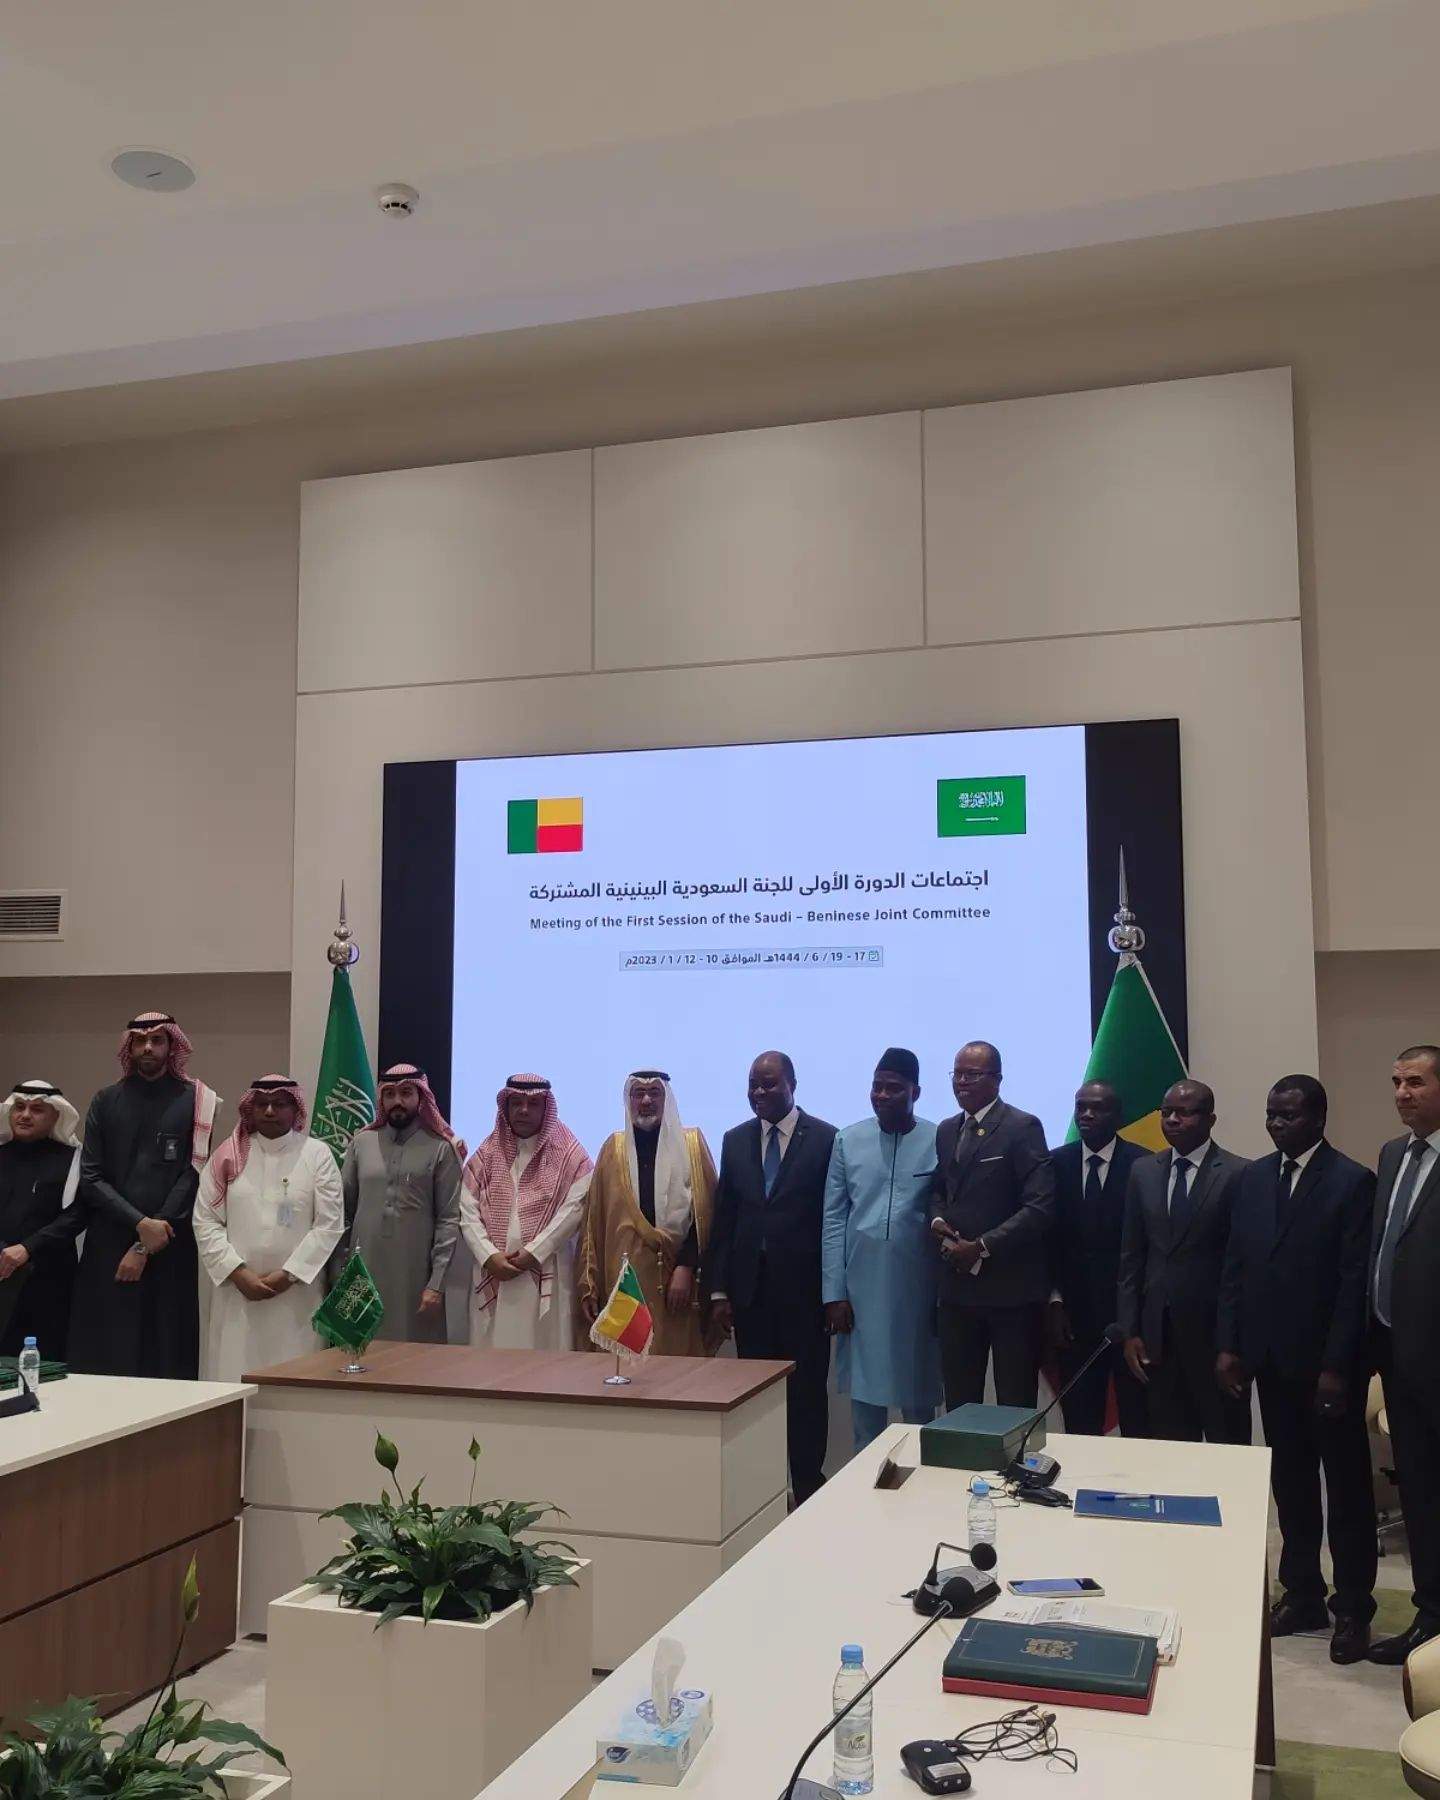 اجتماعات الدورة الأولى للجنة السعودية البينينية المشتركة
Meeting of the First Session of the Saudi – Beninese Joint Committee
17 - 19 / 6 / 1444هـ الموافق 10 - 12 / 1 / 2023م